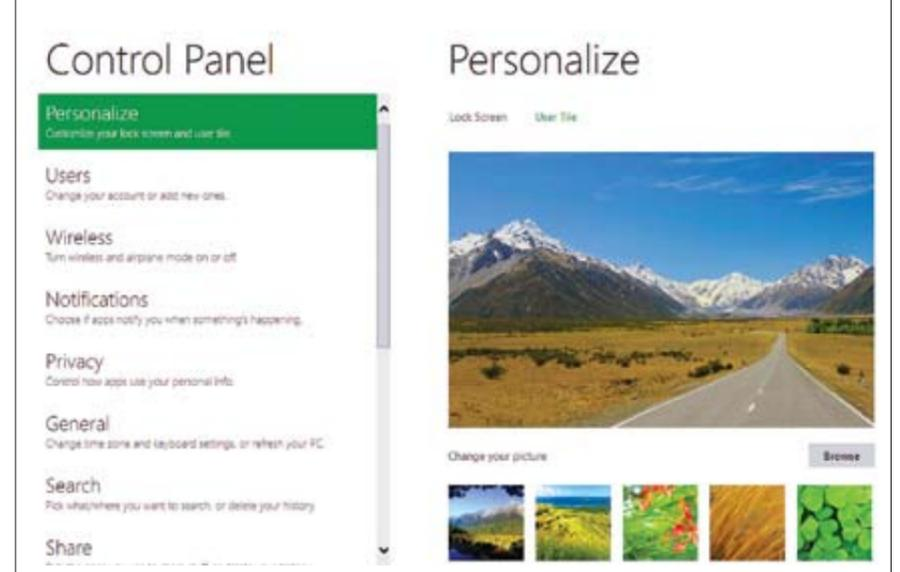 Control Panel
Personalize
Customize your lock screen and user tile.
Users
Change your account or add new ones.
Wireless
Turn wireless and airplane mode on or off
Notifications
Choose if apps notify you when something's happening.
Privacy
Control how apps use your personal info.
General
Change time zone and keyboard settings, or refresh your PC.
Search
Pick what/where you want to search, or delete your history.
Share
Personalize
Lock Screen User Tile
Change your picture
Browse